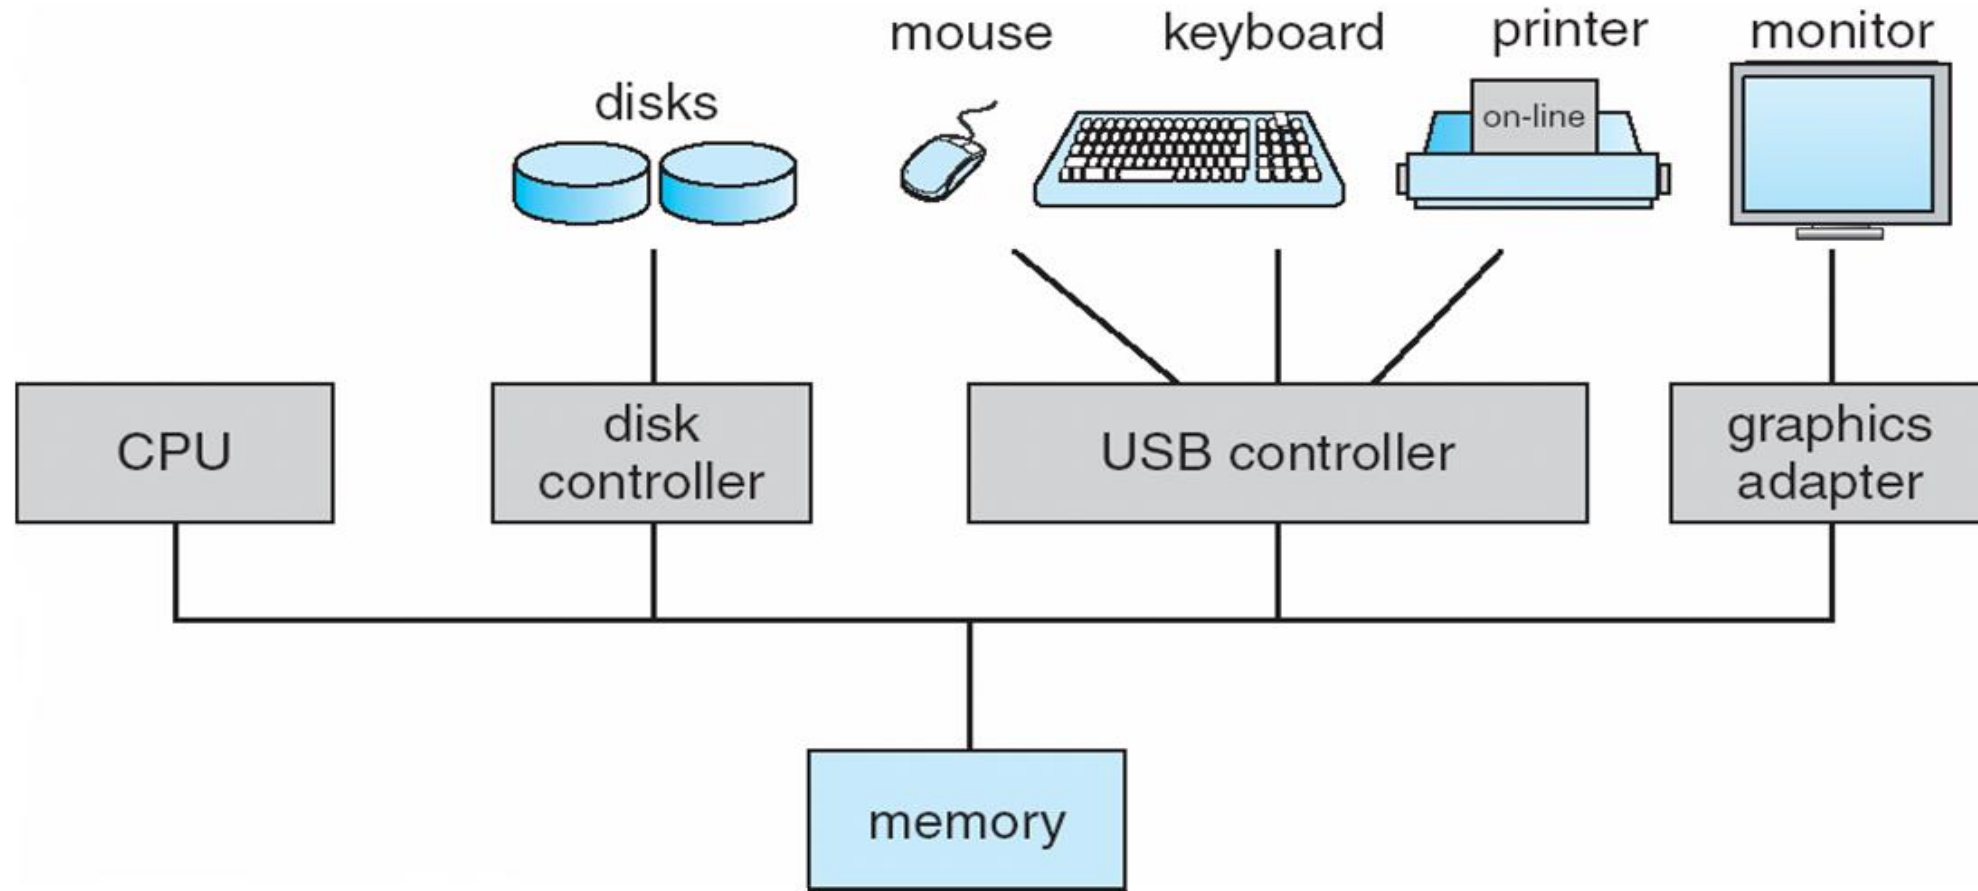 mouse
keyboard
printer
monitor
disks
on-line
CPU
disk
controller
USB controller
graphics
adapter
memory